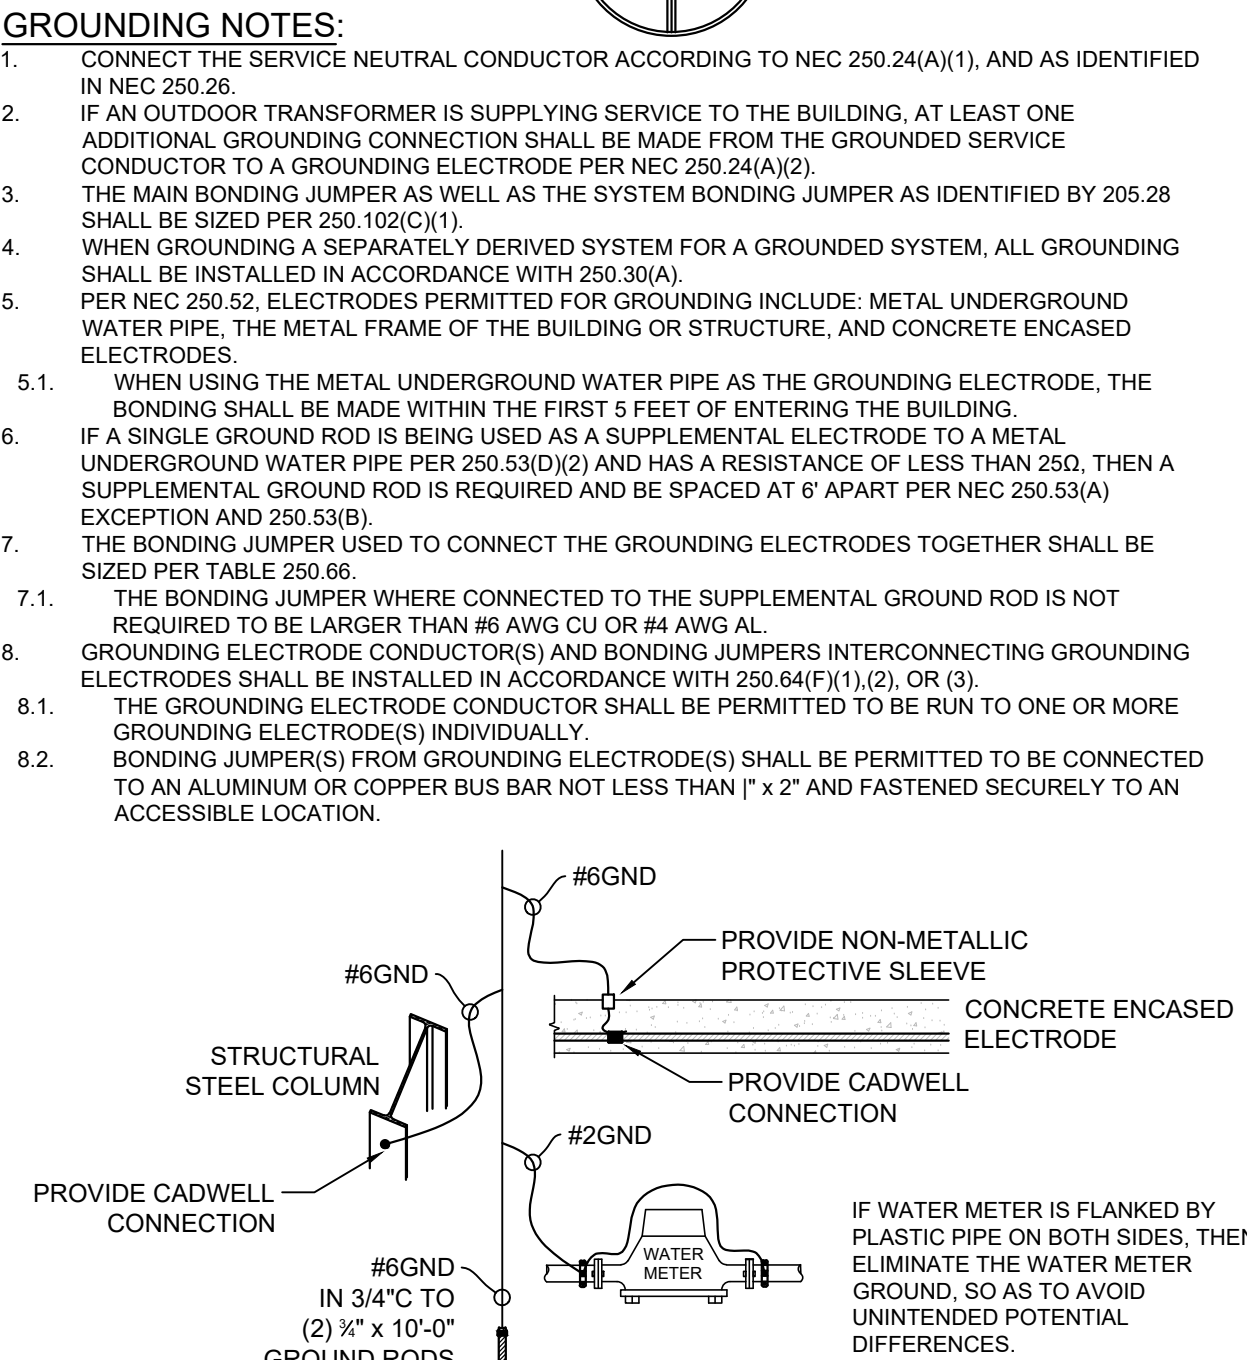 GROUNDING NOTES:
1. CONNECT THE SERVICE NEUTRAL CONDUCTOR ACCORDING TO NEC 250.24(A)(1), AND AS IDENTIFIED
IN NEC 250.26.
2. IF AN OUTDOOR TRANSFORMER IS SUPPLYING SERVICE TO THE BUILDING, AT LEAST ONE
ADDITIONAL GROUNDING CONNECTION SHALL BE MADE FROM THE GROUNDED SERVICE
CONDUCTOR TO A GROUNDING ELECTRODE PER NEC 250.24(A)(2).
3. THE MAIN BONDING JUMPER AS WELL AS THE SYSTEM BONDING JUMPER AS IDENTIFIED BY 205.28
SHALL BE SIZED PER 250.102(C)(1).
4. WHEN GROUNDING A SEPARATELY DERIVED SYSTEM FOR A GROUNDED SYSTEM, ALL GROUNDING
SHALL BE INSTALLED IN ACCORDANCE WITH 250.30(A).
5. PER NEC 250.52, ELECTRODES PERMITTED FOR GROUNDING INCLUDE: METAL UNDERGROUND
WATER PIPE, THE METAL FRAME OF THE BUILDING OR STRUCTURE, AND CONCRETE ENCASED
ELECTRODES.
5.1. WHEN USING THE METAL UNDERGROUND WATER PIPE AS THE GROUNDING ELECTRODE, THE
BONDING SHALL BE MADE WITHIN THE FIRST 5 FEET OF ENTERING THE BUILDING.
6. IF A SINGLE GROUND ROD IS BEING USED AS A SUPPLEMENTAL ELECTRODE TO A METAL
UNDERGROUND WATER PIPE PER 250.53(D)(2) AND HAS A RESISTANCE OF LESS THAN 25Ω, THEN A
SUPPLEMENTAL GROUND ROD IS REQUIRED AND BE SPACED AT 6' APART PER NEC 250.53(A)
EXCEPTION AND 250.53(B).
7. THE BONDING JUMPER USED TO CONNECT THE GROUNDING ELECTRODES TOGETHER SHALL BE
SIZED PER TABLE 250.66.
7.1. THE BONDING JUMPER WHERE CONNECTED TO THE SUPPLEMENTAL GROUND ROD IS NOT
REQUIRED TO BE LARGER THAN #6 AWG CU OR #4 AWG AL.
8. GROUNDING ELECTRODE CONDUCTOR(S) AND BONDING JUMPERS INTERCONNECTING GROUNDING
ELECTRODES SHALL BE INSTALLED IN ACCORDANCE WITH 250.64(F)(1),(2), OR (3).
8.1. THE GROUNDING ELECTRODE CONDUCTOR SHALL BE PERMITTED TO BE RUN TO ONE OR MORE
GROUNDING ELECTRODE(S) INDIVIDUALLY.
8.2. BONDING JUMPER(S) FROM GROUNDING ELECTRODE(S) SHALL BE PERMITTED TO BE CONNECTED
TO AN ALUMINUM OR COPPER BUS BAR NOT LESS THAN |" x 2" AND FASTENED SECURELY TO AN
ACCESSIBLE LOCATION.
#6GND
PROVIDE NON-METALLIC
PROTECTIVE SLEEVE
#6GND
CONCRETE ENCASED
ELECTRODE
STRUCTURAL
STEEL COLUMN
PROVIDE CADWELL
CONNECTION
#2GND
PROVIDE CADWELL
CONNECTION
WATER
METER
IF WATER METER IS FLANKED BY
PLASTIC PIPE ON BOTH SIDES, THEN
ELIMINATE THE WATER METER
GROUND, SO AS TO AVOID
UNINTENDED POTENTIAL
DIFFERENCES.
#6GND
IN 3/4"C TO
(2) ¾" x 10'-0"
GROUND RODS